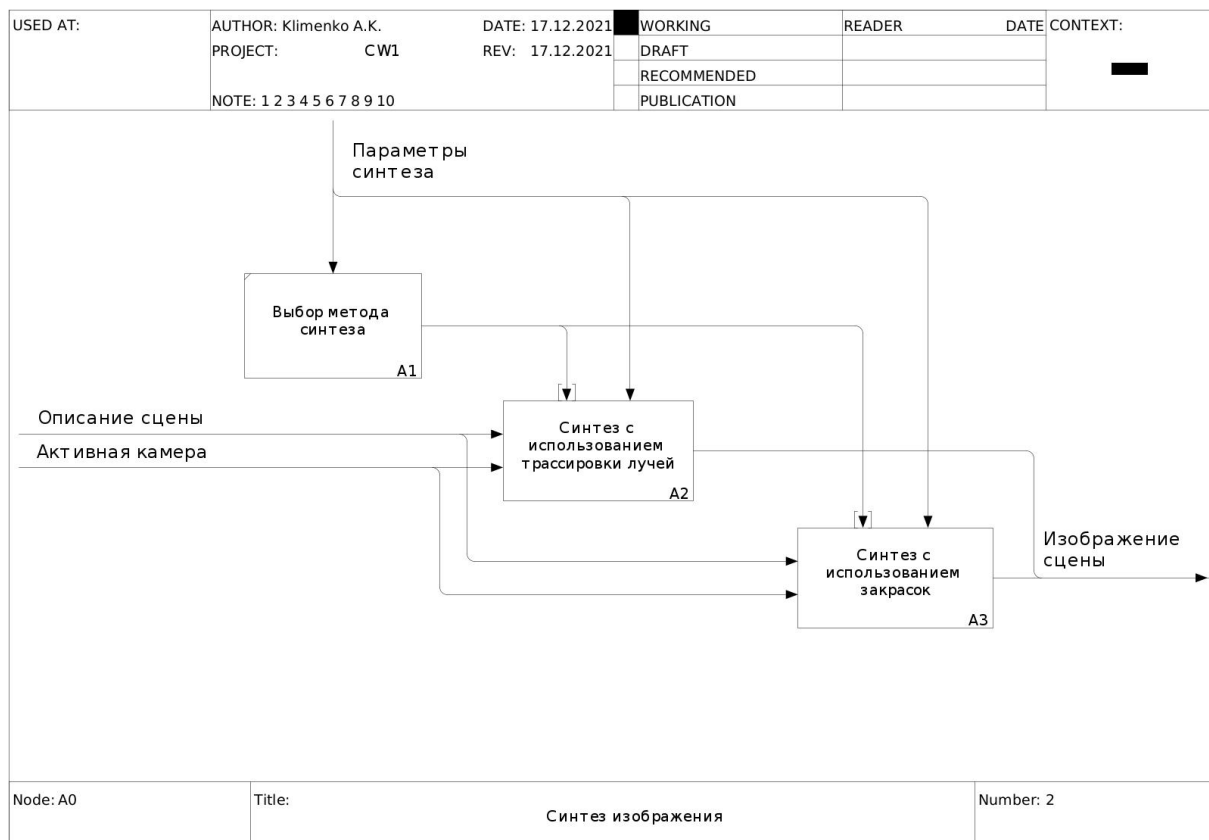 USED AT:
AUTHOR: Klimenko A.K.
DATE: 17.12.2021
WORKING
READER
DATE
CONTEXT:
PROJECT: CW1
REV: 17.12.2021
DRAFT
RECOMMENDED
NOTE: 1 2 3 4 5 6 7 8 9 10
PUBLICATION
Параметры
синтеза
Выбор метода
синтеза
A1
Описание сцены
Активная камера
Синтез с
использованием
трассировки лучей
A2
Синтез с
использованием
закрасок
A3
Изображение
сцены
Node: A0
Title:
Синтез изображения
Number: 2